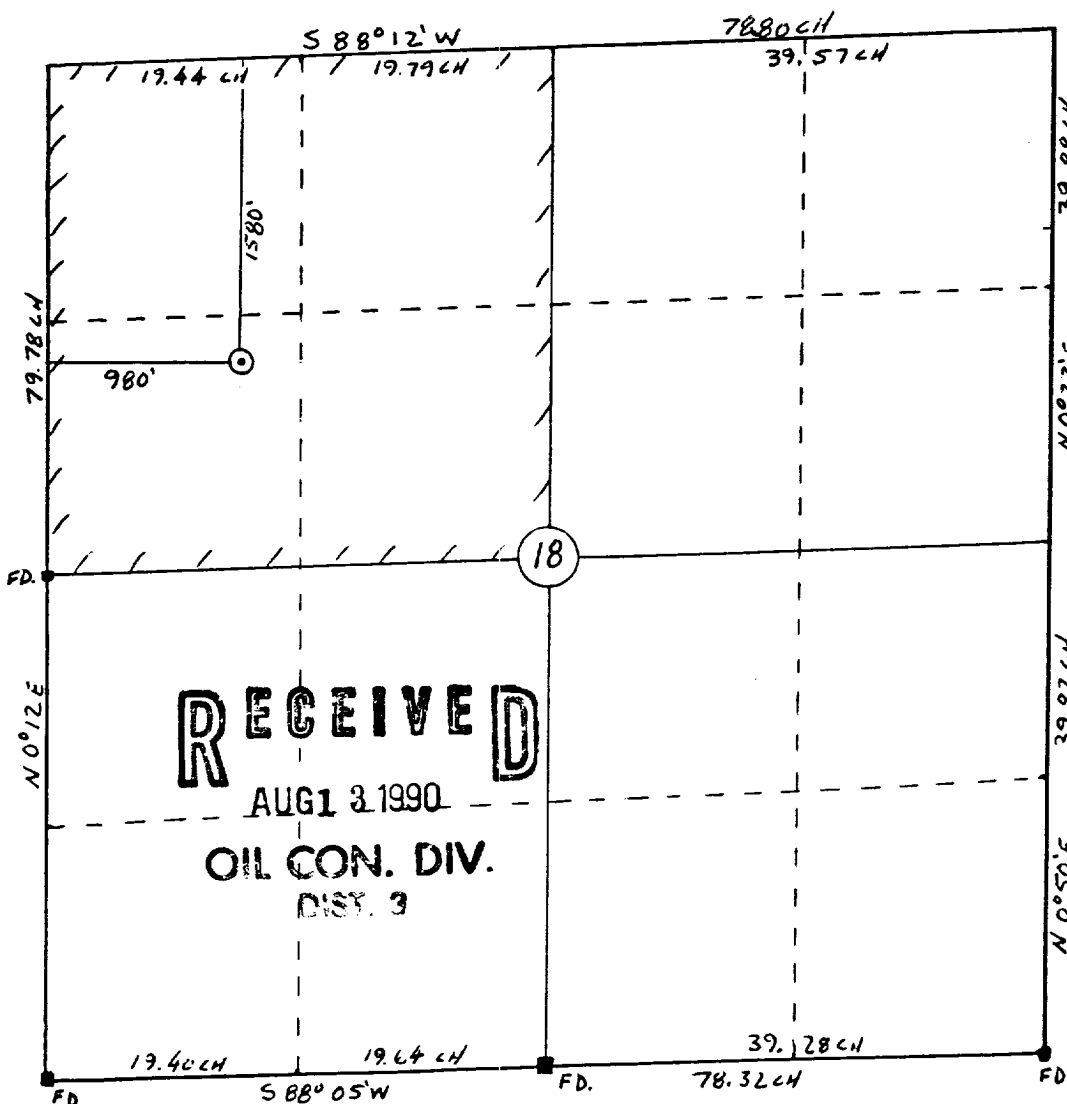 S 88° 12' W
78.80 CH
19.44 CH
19.79 CH
39.57 CH
1580'
79.78 CH
980'
18
FD.
N 0° 12 E
RECEIVED
AUG 13 1990
OIL CON. DIV.
DIST. 3
N 0° 50' E
19.40 CH
19.64 CH
39.28 CH
FD
S 88° 05' W
FD.
78.32 CH
FD